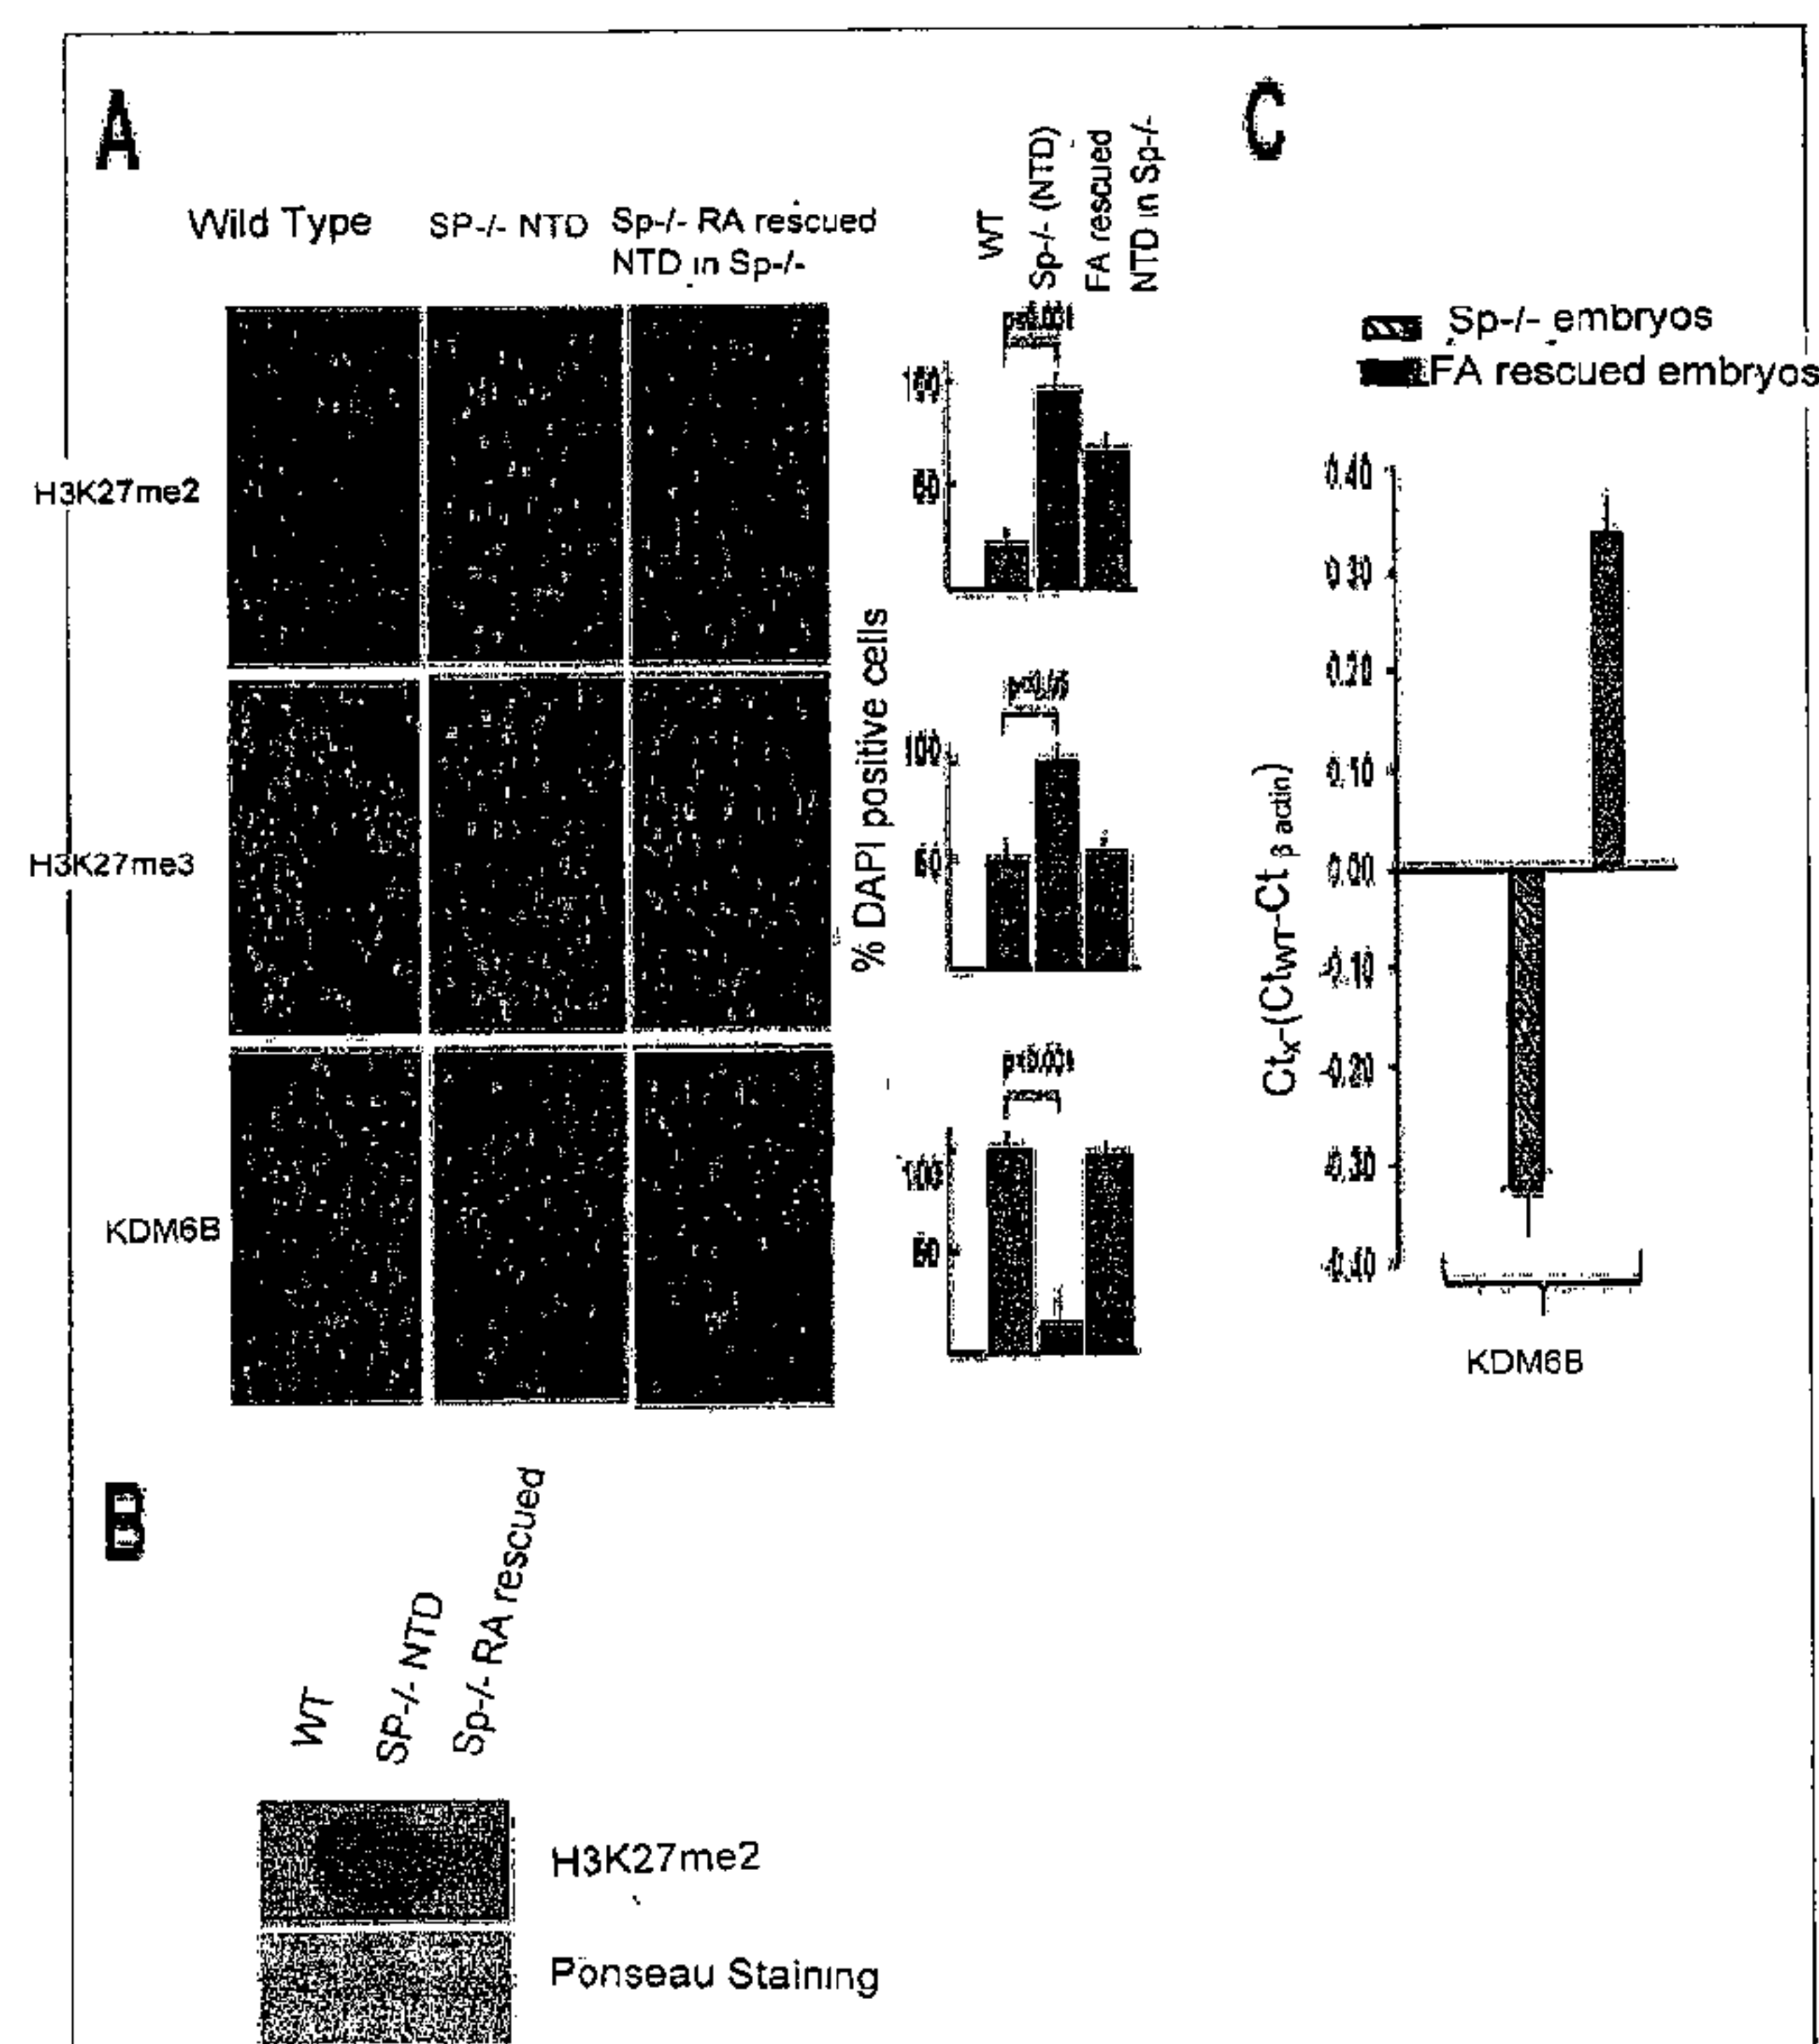 A
Wild Type
SP-/- NTD
Sp-/- RA rescued
NTD in Sp-/-
WT
Sp-/- (NTD)
FA rescued
NTD in Sp-/-
H3K27me2
H3K27me3
KDM6B
% DAPI positive cells
50
100
50
100
50
C
Sp-/- embryos
FA rescued embryos
0.40
0.30
0.20
0.10
0.00
-0.10
-0.20
-0.30
-0.40
Ctx-(CtWT-Ct β actin)
KDM6B
B
WT
SP-/- NTD
Sp-/- RA rescued
H3K27me2
Ponseau Staining